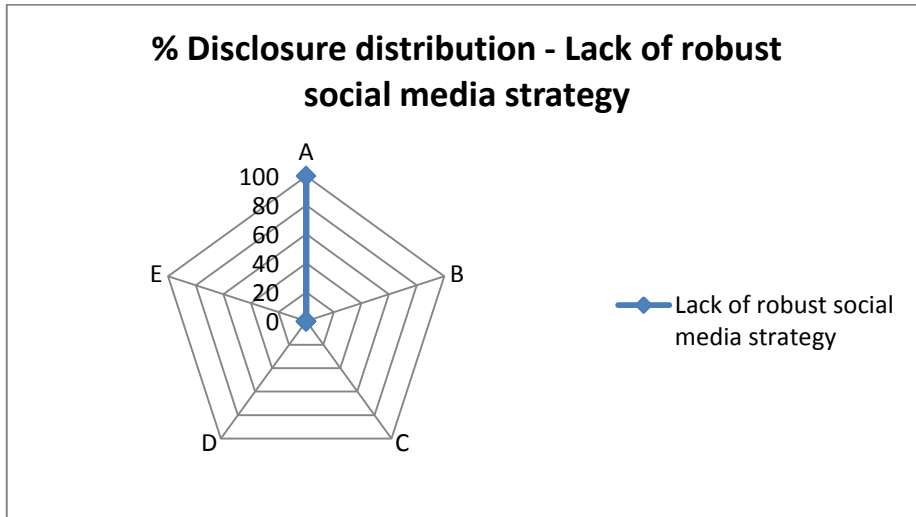 % Disclosure distribution - Lack of robust
social media strategy
A
100
80
60
40
20
0
E
B
D
C
Lack of robust social
media strategy